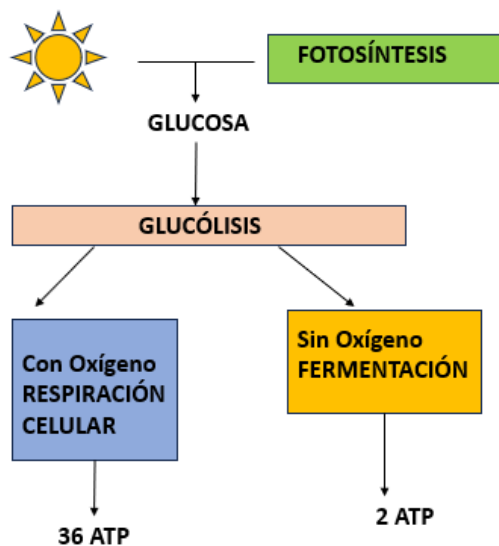 FOTOSÍNTESIS
GLUCOSA
GLUCÓLISIS
Con Oxígeno
RESPIRACIÓN
CELULAR
Sin Oxígeno
FERMENTACIÓN
36 ATP
2 ATP